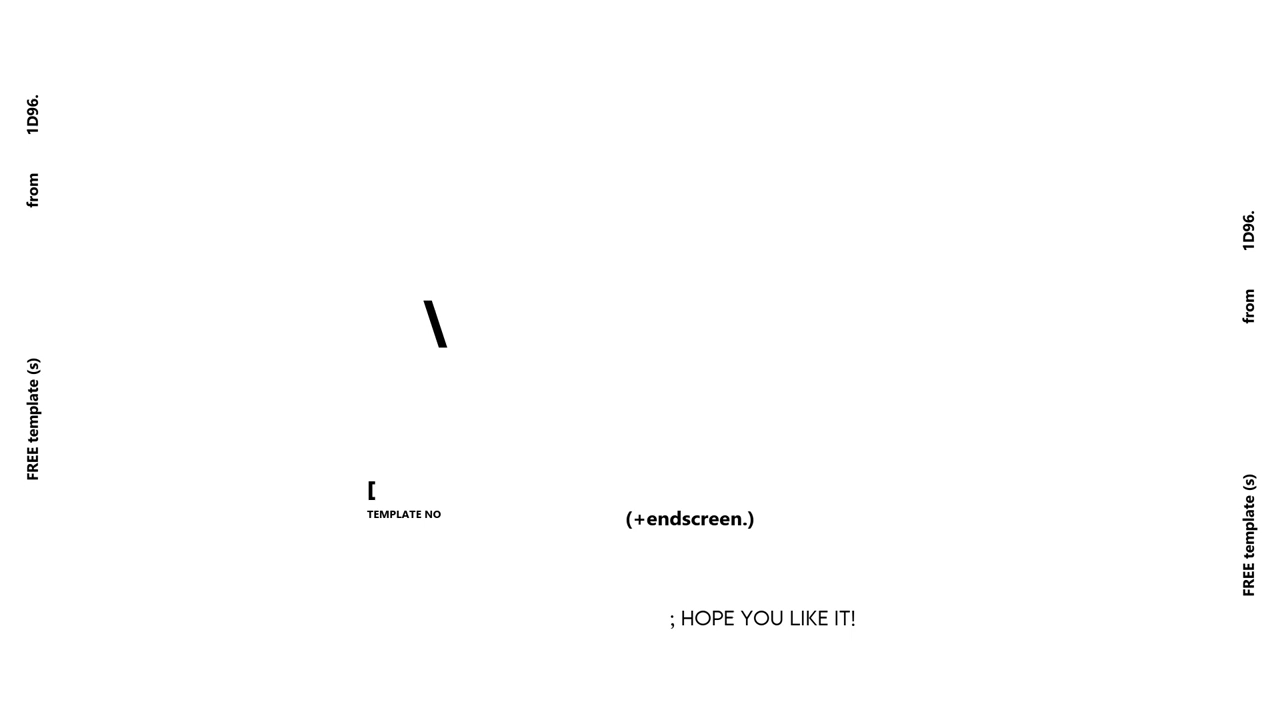 FREE template (s) from 1D96.
\
[
TEMPLATE NO
(+endscreen.)
; HOPE YOU LIKE IT!
FREE template (s) from 1D96.